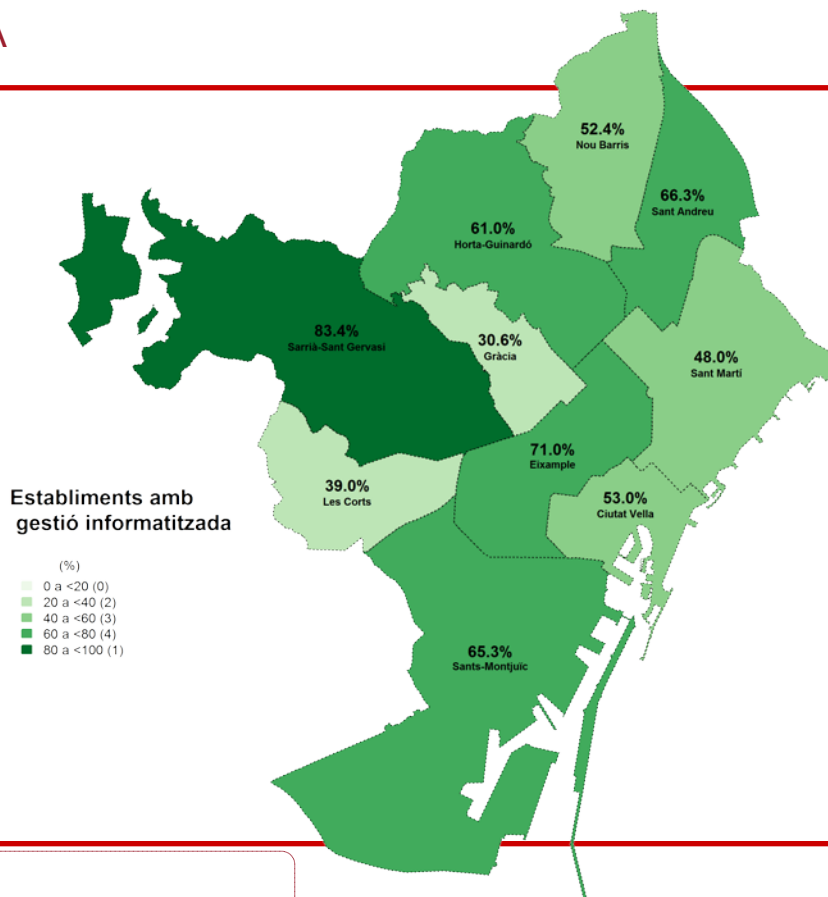 A
52.4%
Nou Barris
66.3%
Sant Andreu
61.0%
Horta-Guinardó
83.4%
Sarrià-Sant Gervasi
30.6%
Gràcia
48.0%
Sant Martí
71.0%
Eixample
39.0%
Les Corts
53.0%
Ciutat Vella
65.3%
Sants-Montjuïc
Establiments amb
gestió informatitzada
(%)
0 a <20 (0)
20 a <40 (2)
40 a <60 (3)
60 a <80 (4)
80 a <100 (1)